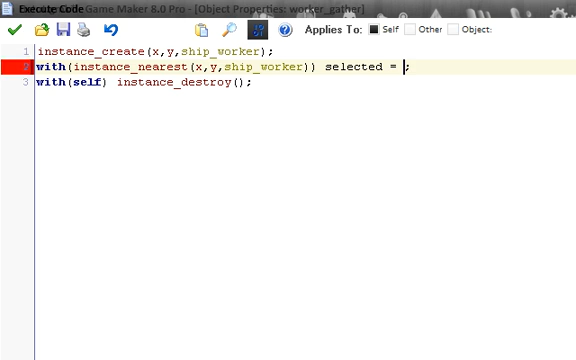 Execute Code Game Maker 8.0 Pro - [Object Properties: worker_gather]
Applies To: Self Other Object:
1 instance_create(x,y,ship_worker);
2 with(instance_nearest(x,y,ship_worker)) selected = ;
3 with(self) instance_destroy();